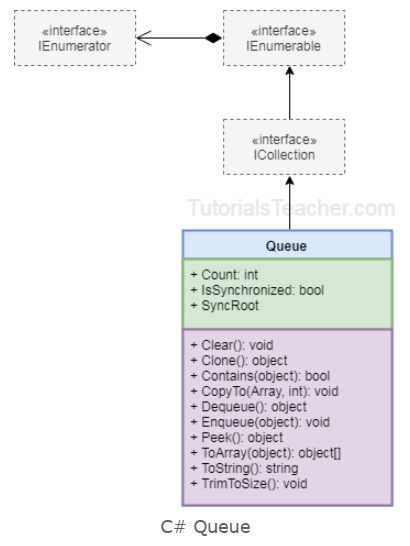 «interface»
IEnumerator
«interface»
IEnumerable
«interface»
ICollection
TutorialsTeacher.com
Queue
+ Count: int
+ IsSynchronized: bool
+ SyncRoot
+ Clear(): void
+ Clone(): object
+ Contains(object): bool
+ CopyTo(Array, int): void
+ Dequeue(): object
+ Enqueue(object): void
+ Peek(): object
+ ToArray(object): object[]
+ ToString(): string
+ TrimToSize(): void
C# Queue